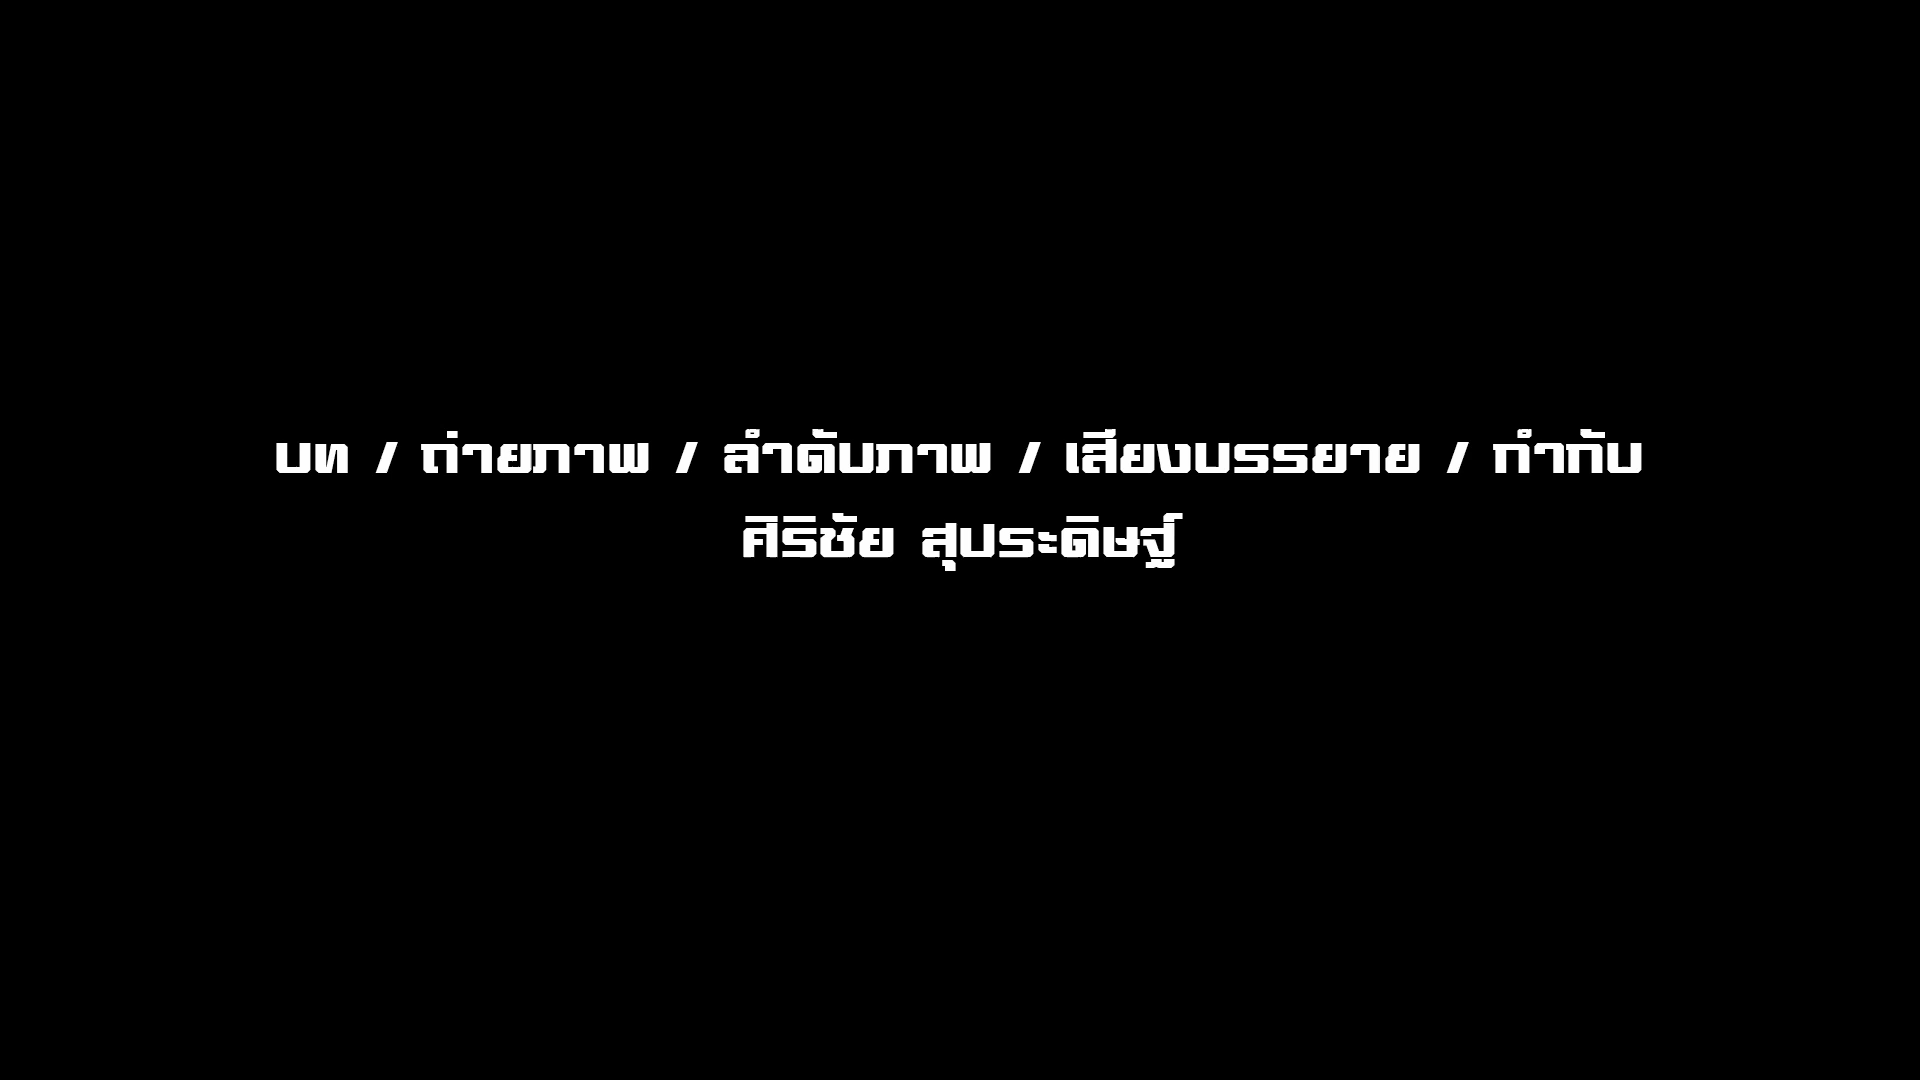 บท / ถ่ายภาพ / ลำดับภาพ / เสียงบรรยาย / กำกับ
ศิริชัย สุประดิษฐ์